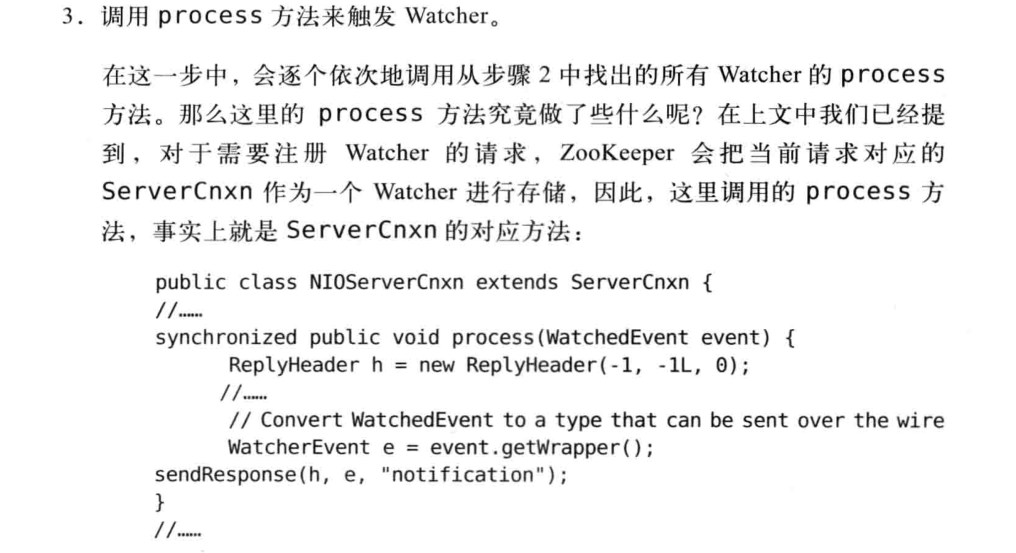 3. 调用 process 方法来触发 Watcher。
在这一步中，会逐个依次地调用从步骤 2 中找出的所有 Watcher 的 process
方法。那么这里的 process 方法究竟做了些什么呢？在上文中我们已经提
到，对于需要注册 Watcher 的请求，ZooKeeper 会把当前请求对应的
ServerCnxn 作为一个 Watcher 进行存储，因此，这里调用的 process 方
法，事实上就是 ServerCnxn 的对应方法：
public class NIOServerCnxn extends ServerCnxn {
//……
synchronized public void process(WatchedEvent event) {
ReplyHeader h = new ReplyHeader(-1, -1L, 0);
//……
// Convert WatchedEvent to a type that can be sent over the wire
WatcherEvent e = event.getWrapper();
sendResponse(h, e, "notification");
}
//……